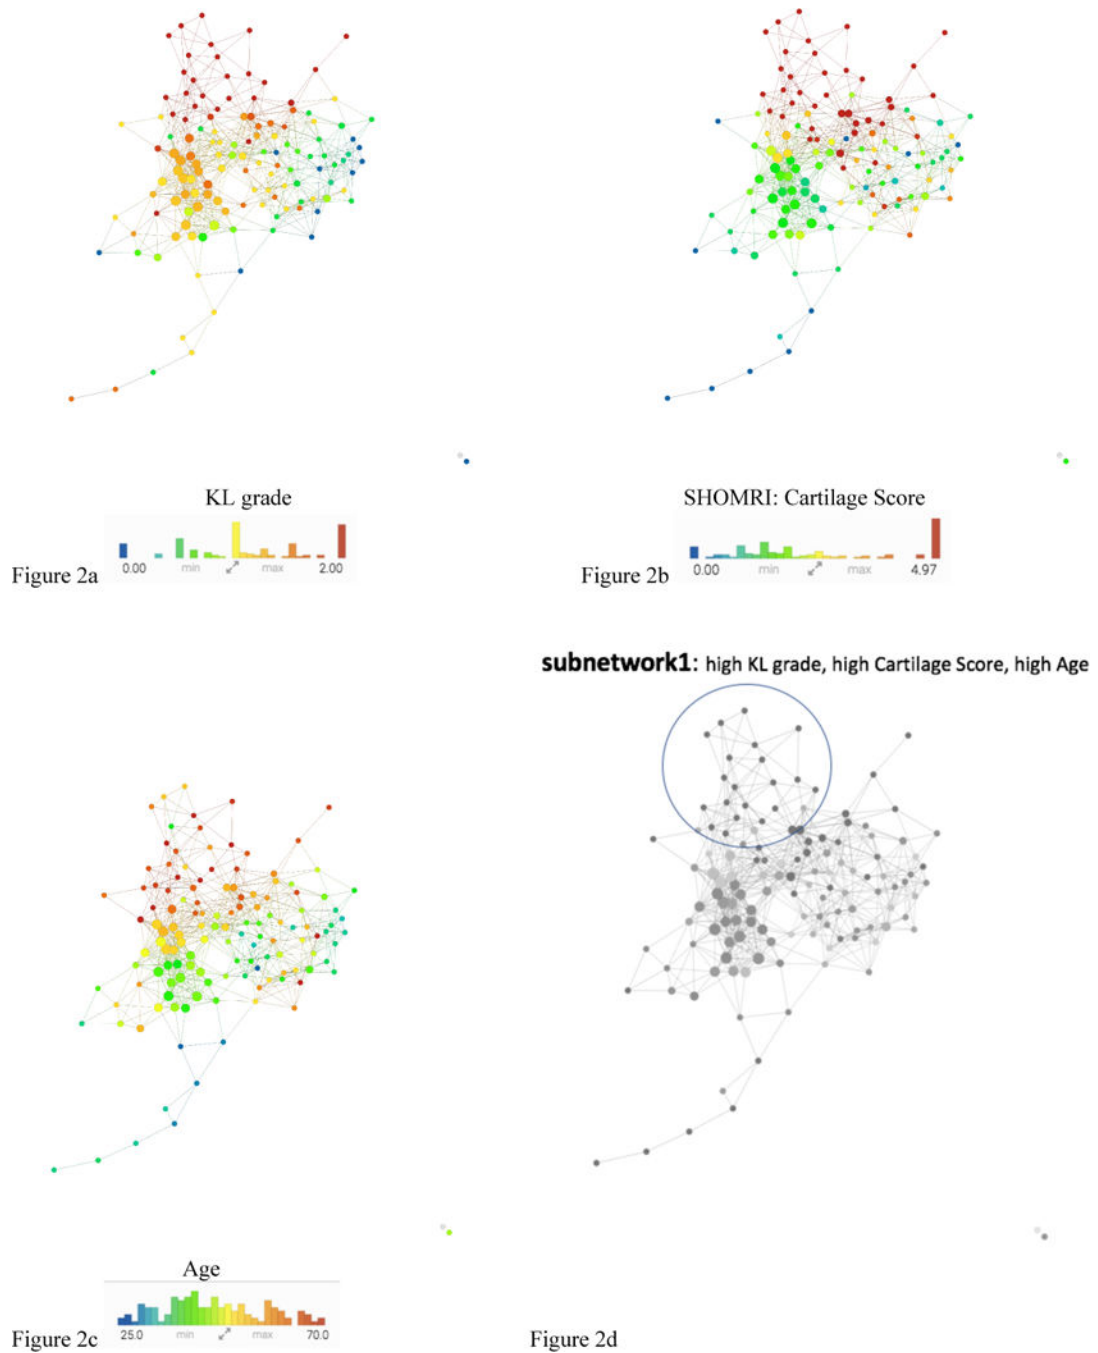 KL grade
0.00 min max 2.00
Figure 2a
SHOMRI: Cartilage Score
0.00 min max 4.97
Figure 2b
subnetwork1: high KL grade, high Cartilage Score, high Age
Age
25.0 min max 70.0
Figure 2c
Figure 2d